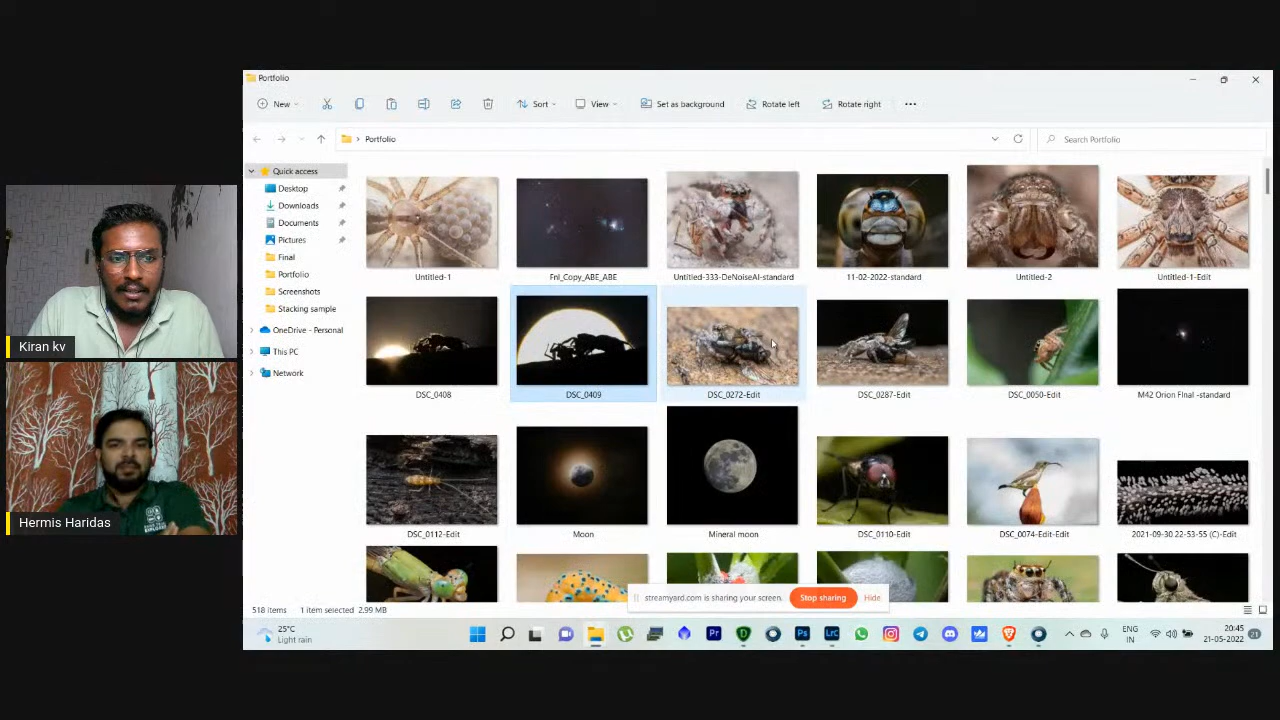 Portfolio
New
Sort
View
Set as background
Rotate left
Rotate right
Portfolio
Search Portfolio
Quick access
Desktop
Downloads
Documents
Pictures
Final
Portfolio
Screenshots
Stacking sample
OneDrive - Personal
This PC
Network
Untitled-1
Fnl_Copy_ABE_ABE
Untitled-333-DeNoiseAI-standard
11-02-2022-standard
Untitled-2
Untitled-1-Edit
DSC_0408
DSC_0409
DSC_0272-Edit
DSC_0287-Edit
DSC_0050-Edit
M42 Orion FInal -standard
DSC_0112-Edit
Moon
Mineral moon
DSC_0110-Edit
DSC_0074-Edit-Edit
2021-09-30 22-53-55 (C)-Edit
Kiran kv
Hermis Haridas
streamyard.com is sharing your screen.
Stop sharing
Hide
518 items
1 item selected 2.99 MB
25°C
Light rain
Pr
D
Ps
LrC
ENG
IN
20:45
21-05-2022
21